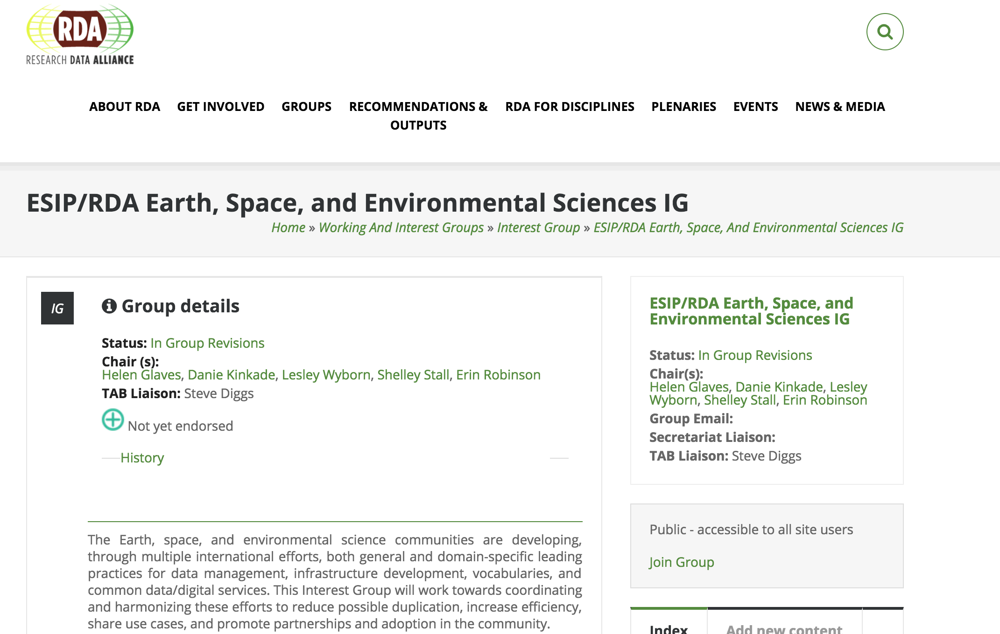 RDA
RESEARCH DATA ALLIANCE
ABOUT RDA GET INVOLVED GROUPS RECOMMENDATIONS & OUTPUTS RDA FOR DISCIPLINES PLENARIES EVENTS NEWS & MEDIA
ESIP/RDA Earth, Space, and Environmental Sciences IG
Home » Working And Interest Groups » Interest Group » ESIP/RDA Earth, Space, And Environmental Sciences IG
IG
Group details
Status: In Group Revisions
Chair (s):
Helen Glaves, Danie Kinkade, Lesley Wyborn, Shelley Stall, Erin Robinson
TAB Liaison: Steve Diggs
Not yet endorsed
History
The Earth, space, and environmental science communities are developing,
through multiple international efforts, both general and domain-specific leading
practices for data management, infrastructure development, vocabularies, and
common data/digital services. This Interest Group will work towards coordinating
and harmonizing these efforts to reduce possible duplication, increase efficiency,
share use cases, and promote partnerships and adoption in the community.
ESIP/RDA Earth, Space, and
Environmental Sciences IG
Status: In Group Revisions
Chair(s):
Helen Glaves, Danie Kinkade, Lesley
Wyborn, Shelley Stall, Erin Robinson
Group Email:
Secretariat Liaison:
TAB Liaison: Steve Diggs
Public - accessible to all site users
Join Group
Index Add new content